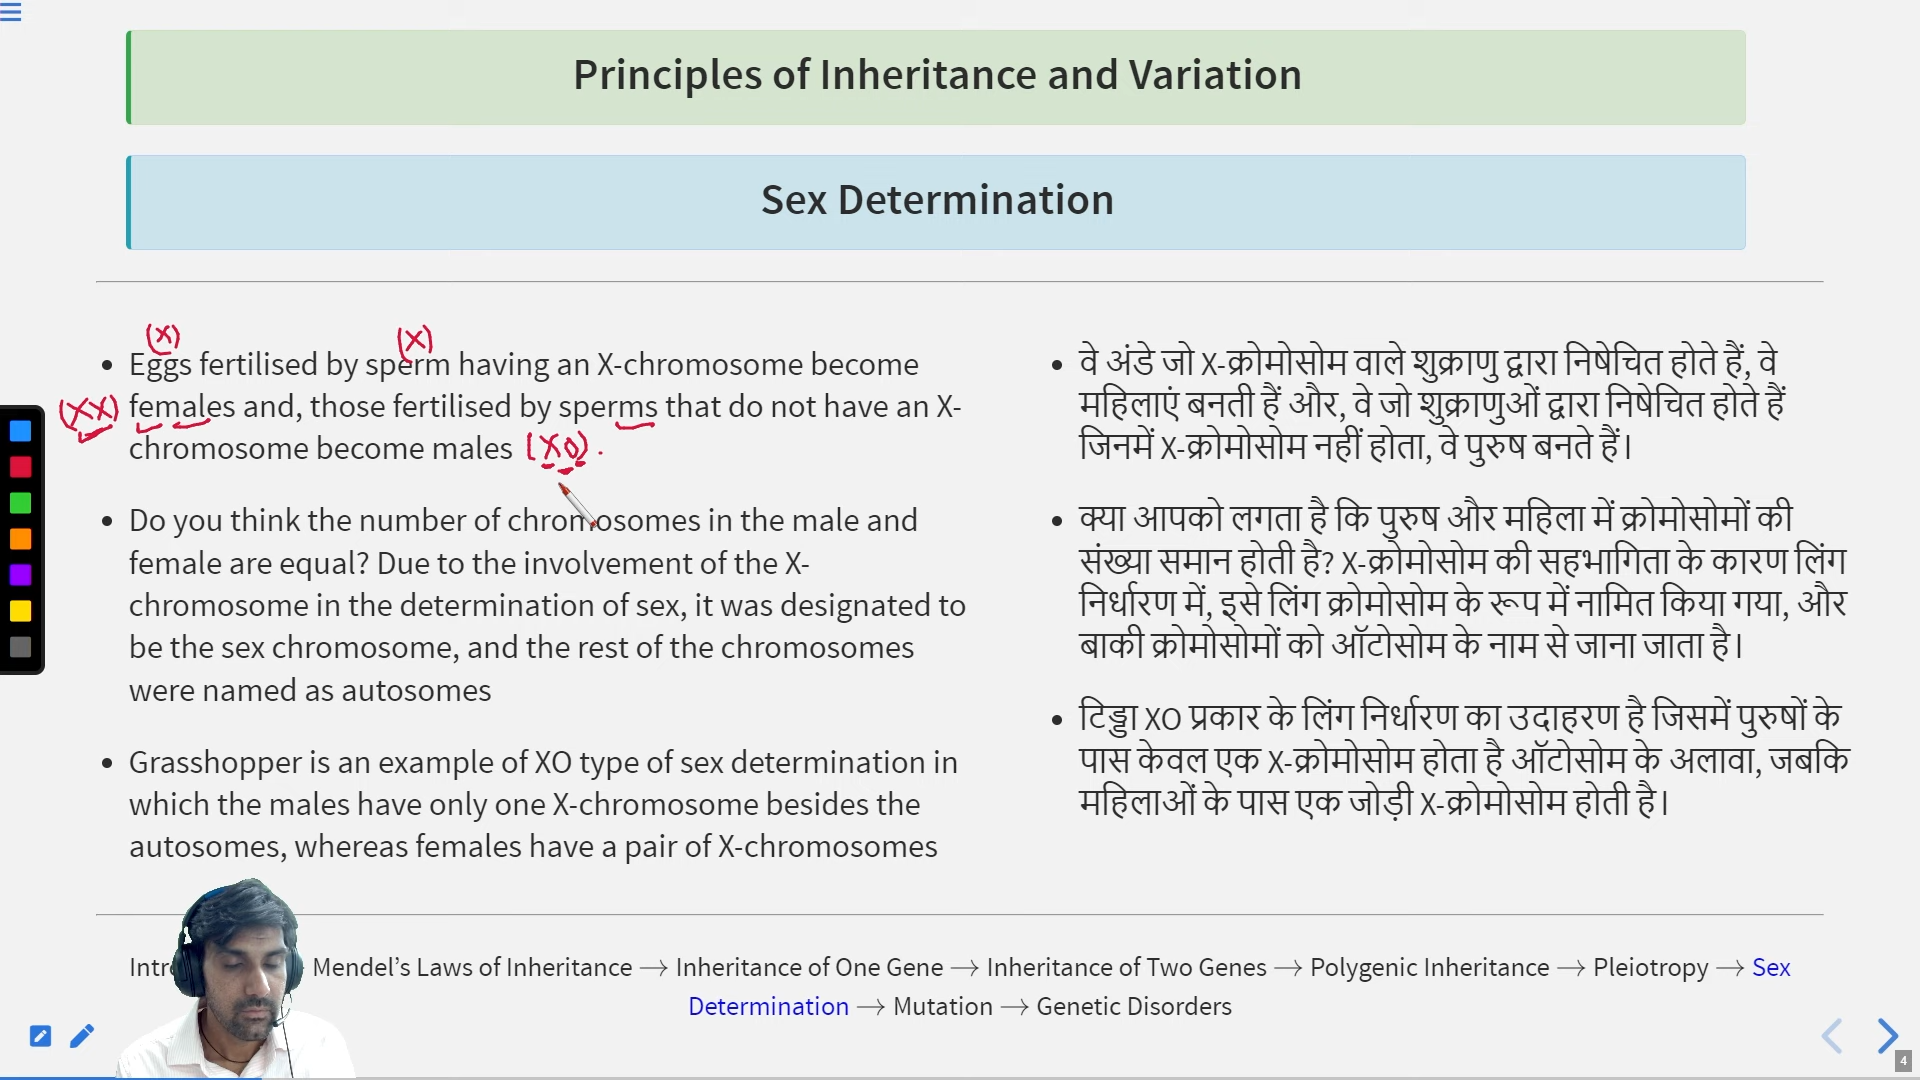 Principles of Inheritance and Variation
Sex Determination
(X)
(X)
Eggs fertilised by sperm having an X-chromosome become
(XX) females and, those fertilised by sperms that do not have an X-
chromosome become males (XO).
Do you think the number of chromosomes in the male and
female are equal? Due to the involvement of the X-
chromosome in the determination of sex, it was designated to
be the sex chromosome, and the rest of the chromosomes
were named as autosomes
Grasshopper is an example of XO type of sex determination in
which the males have only one X-chromosome besides the
autosomes, whereas females have a pair of X-chromosomes
वे अंडे जो X-क्रोमोसोम वाले शुक्राणु द्वारा निषेचित होते हैं, वे
महिलाएं बनती हैं और, वे जो शुक्राणुओं द्वारा निषेचित होते हैं
जिनमें X-क्रोमोसोम नहीं होता, वे पुरुष बनते हैं।
क्या आपको लगता है कि पुरुष और महिला में क्रोमोसोमों की
संख्या समान होती है? X-क्रोमोसोम की सहभागिता के कारण लिंग
निर्धारण में, इसे लिंग क्रोमोसोम के रूप में नामित किया गया, और
बाकी क्रोमोसोमों को ऑटोसोम के नाम से जाना जाता है।
टिड्डा XO प्रकार के लिंग निर्धारण का उदाहरण है जिसमें पुरुषों के
पास केवल एक X-क्रोमोसोम होता है ऑटोसोम के अलावा, जबकि
महिलाओं के पास एक जोड़ी X-क्रोमोसोम होती है।
Mendel’s Laws of Inheritance → Inheritance of One Gene → Inheritance of Two Genes → Polygenic Inheritance → Pleiotropy → Sex
Determination → Mutation → Genetic Disorders
4